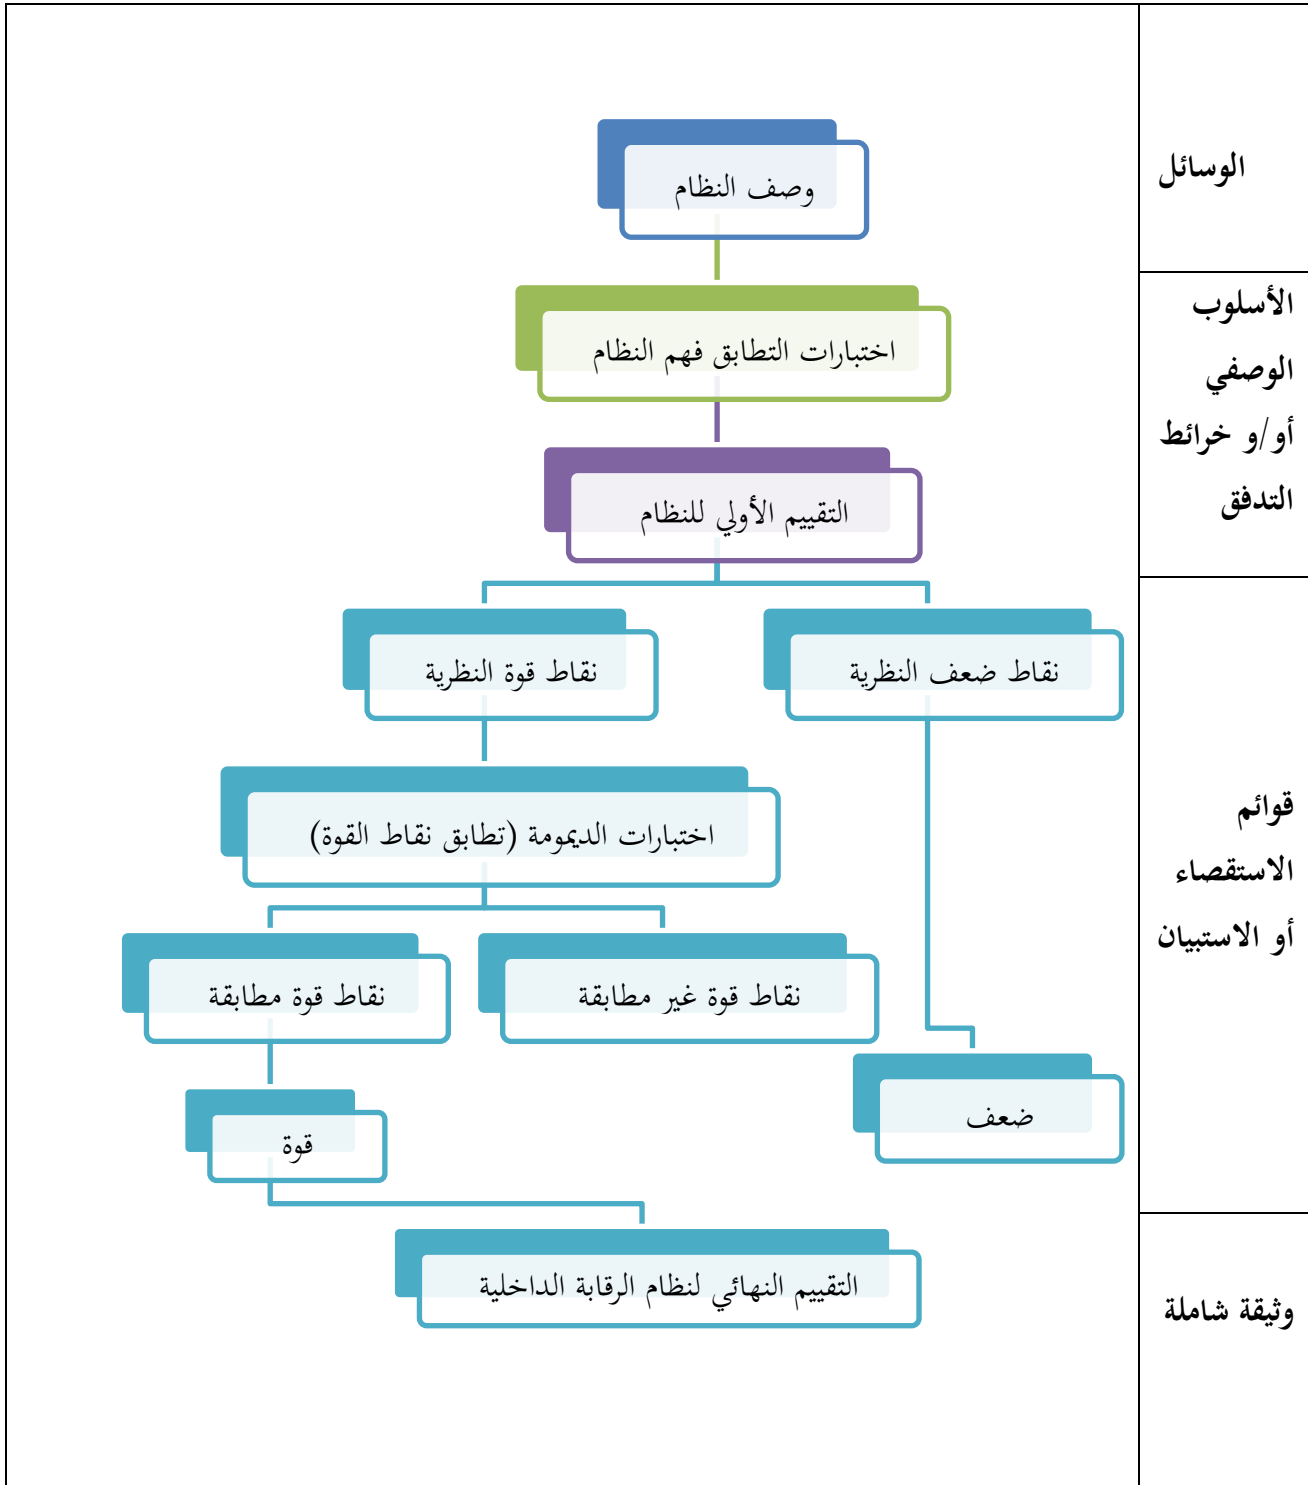 الوسائل
وصف النظام
الأسلوب
الوصفي
أو/و خرائط
التدفق
اختبارات التطابق فهم النظام
التقييم الأولي للنظام
قوائم
الاستقصاء
أو الاستبيان
نقاط ضعف النظرية
نقاط قوة النظرية
اختبارات الديمومة (تطابق نقاط القوة)
نقاط قوة غير مطابقة
نقاط قوة مطابقة
ضعف
قوة
وثيقة شاملة
التقييم النهائي لنظام الرقابة الداخلية